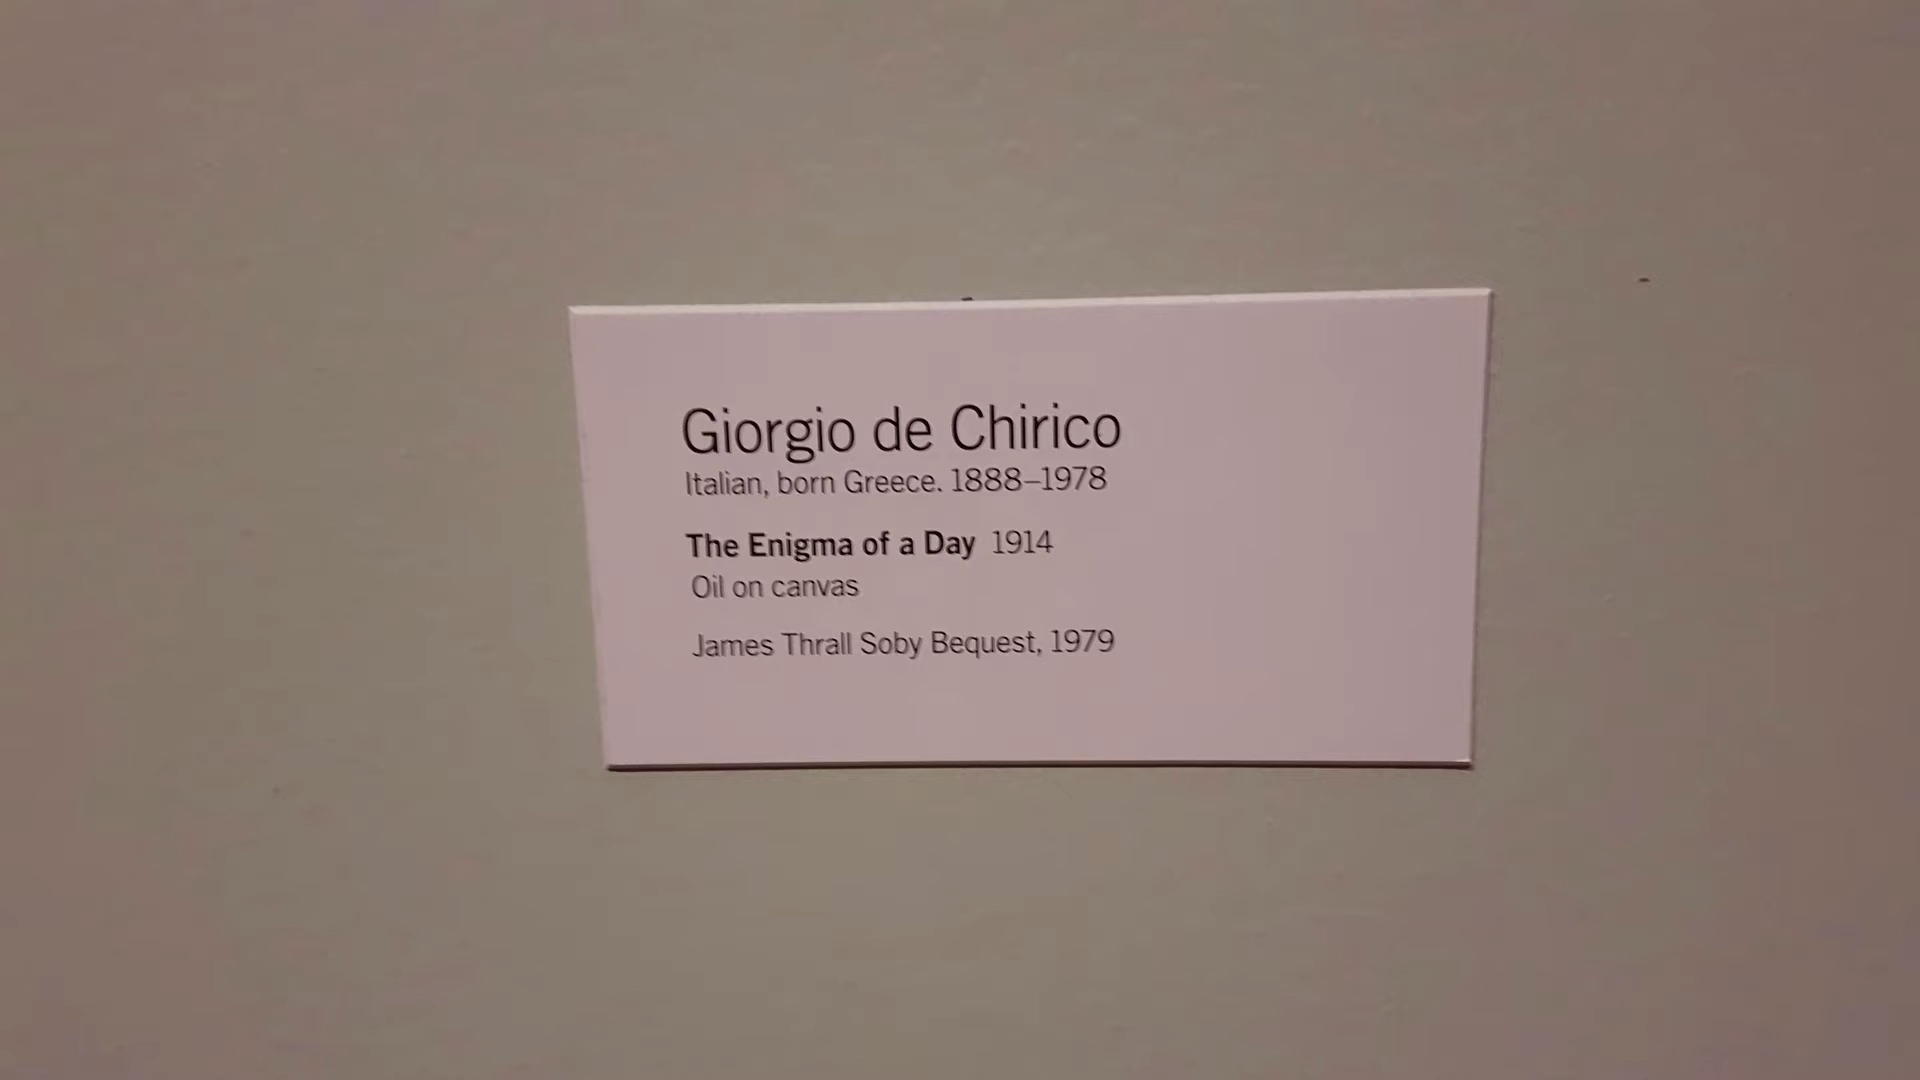 Giorgio de Chirico
Italian, born Greece. 1888–1978
The Enigma of a Day 1914
Oil on canvas
James Thrall Soby Bequest, 1979